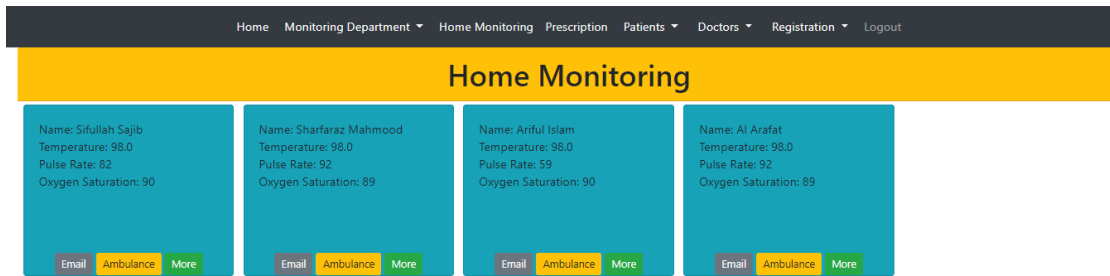 Home Monitoring Department Home Monitoring Prescription Patients Doctors Registration Logout
Home Monitoring
Name: Sifullah Sajib
Temperature: 98.0
Pulse Rate: 82
Oxygen Saturation: 90
Email Ambulance More
Name: Sharfaraz Mahmood
Temperature: 98.0
Pulse Rate: 92
Oxygen Saturation: 89
Email Ambulance More
Name: Ariful Islam
Temperature: 98.0
Pulse Rate: 59
Oxygen Saturation: 90
Email Ambulance More
Name: Al Arafat
Temperature: 98.0
Pulse Rate: 92
Oxygen Saturation: 89
Email Ambulance More